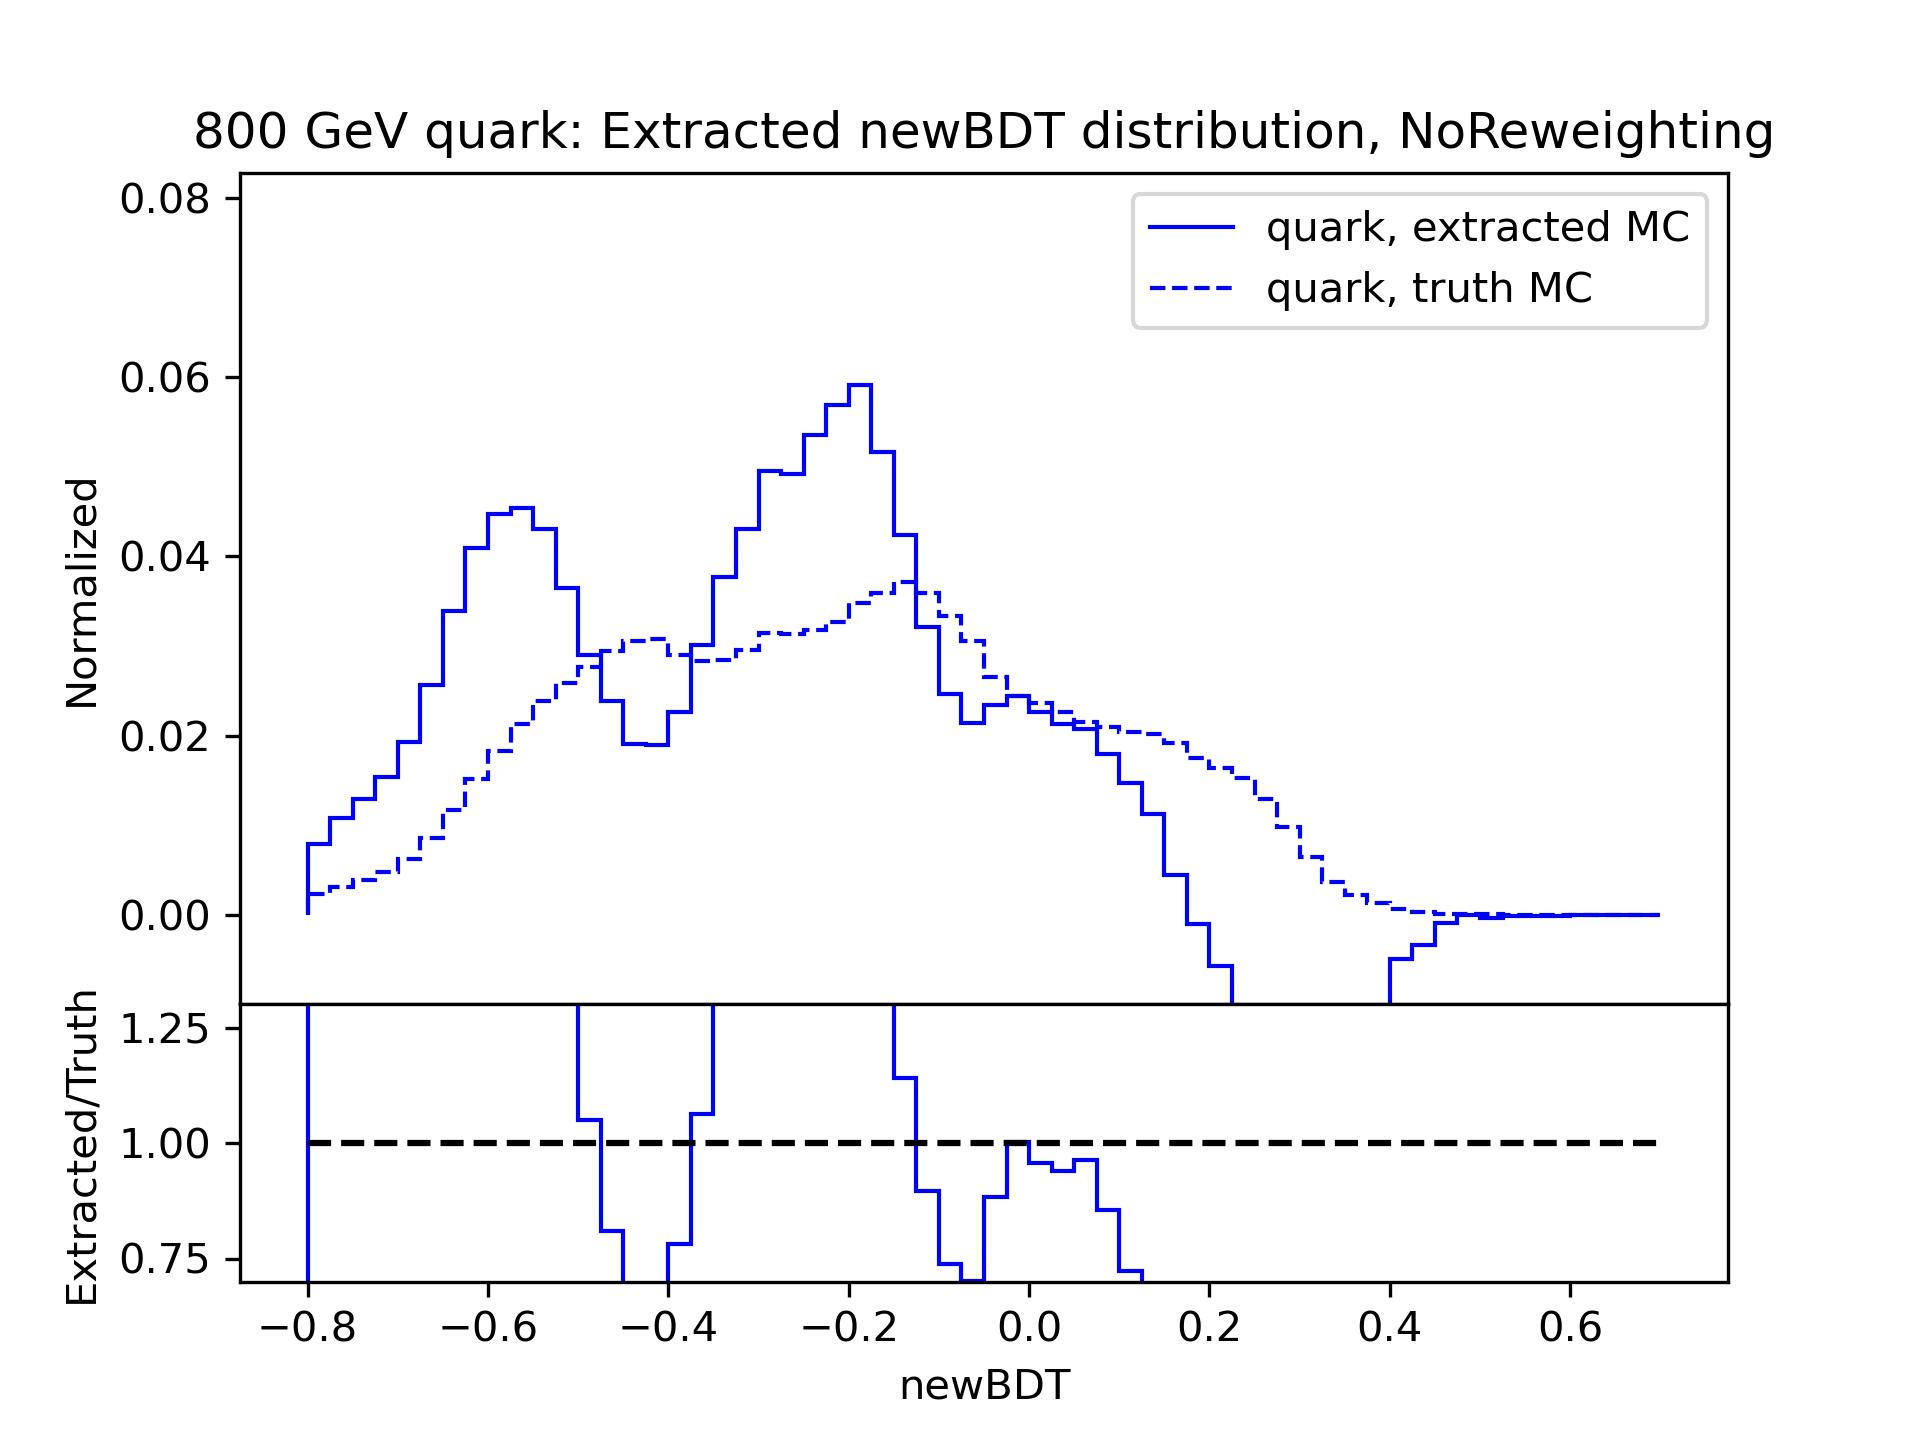 800 GeV quark: Extracted newBDT distribution, NoReweighting
quark, extracted MC
quark, truth MC
Normalized
0.08
0.06
0.04
0.02
0.00
Extracted/Truth
1.25
1.00
0.75
−0.8 −0.6 −0.4 −0.2 0.0 0.2 0.4 0.6
newBDT